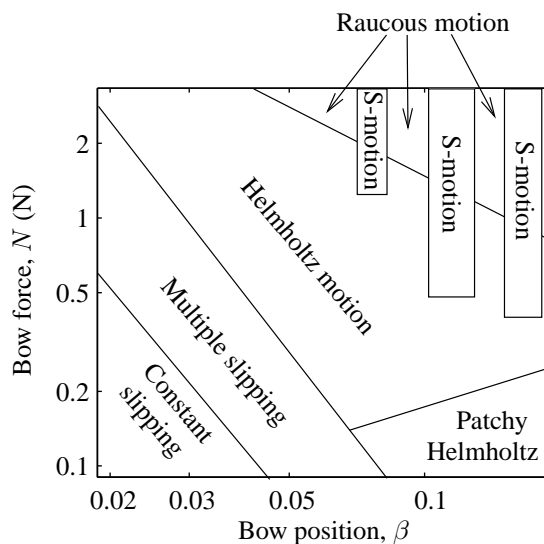 Raucous motion
S-motion
S-motion
S-motion
Helmholtz motion
Multiple slipping
Constant
slipping
Patchy
Helmholtz
Bow force, N (N)
2
1
0.5
0.2
0.1
0.02
0.03
0.05
0.1
Bow position, β